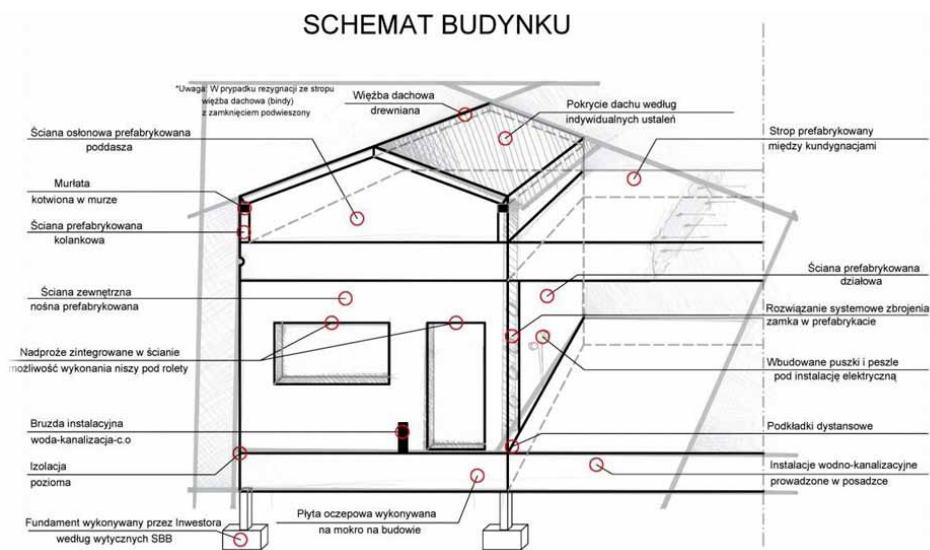 SCHEMAT BUDYNKU
*Uwaga: W prypadku rezygnacji ze stropu
więźba dachowa (bindy)
z zamknięciem podwieszony
Więźba dachowa
drewniana
Pokrycie dachu według
indywidualnych ustaleń
Strop prefabrykowany
między kundygnacjami
Ściana osłonowa prefabrykowana
poddasza
Murłata
kotwiona w murze
Ściana prefabrykowana
kolankowa
Ściana zewnętrzna
nośna prefabrykowana
Nadproże zintegrowane w ścianie
możliwość wykonania niszy pod rolety
Bruzda instalacyjna
woda-kanalizacja-c.o
Izolacja
pozioma
Fundament wykonywany przez Inwestora
według wytycznych SBB
Płyta oczepowa wykonywana
na mokro na budowie
Ściana prefabrykowana
działowa
Rozwiązanie systemowe zbrojenia
zamka w prefabrykacie
Wbudowane puszki i peszle
pod instalację elektryczną
Podkładki dystansowe
Instalacje wodno-kanalizacyjne
prowadzone w posadzce